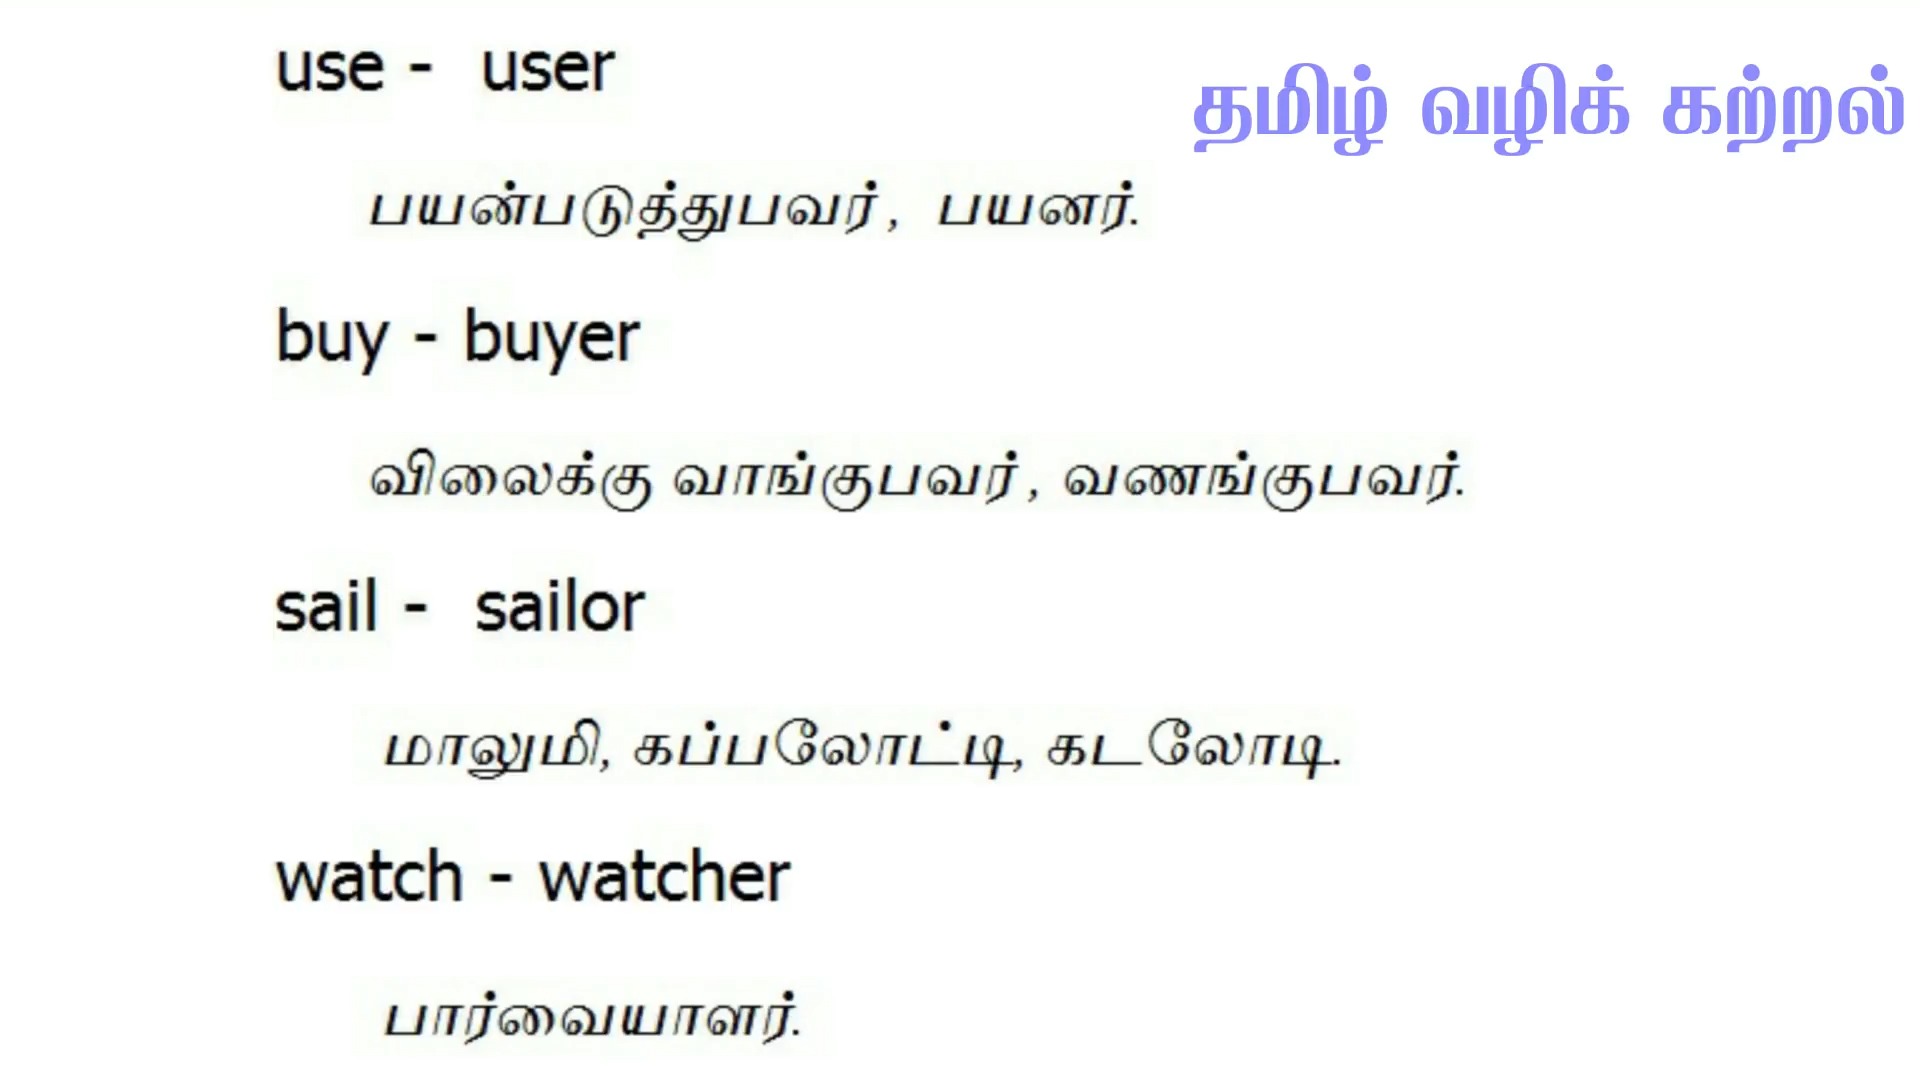 use - user
தமிழ் வழிக் கற்றல்
பயன்படுத்துபவர், பயனர்.
buy - buyer
விலைக்கு வாங்குபவர், வணங்குபவர்.
sail - sailor
மாலுமி, கப்பலோட்டி, கடலோடி.
watch - watcher
பார்வையாளர்.